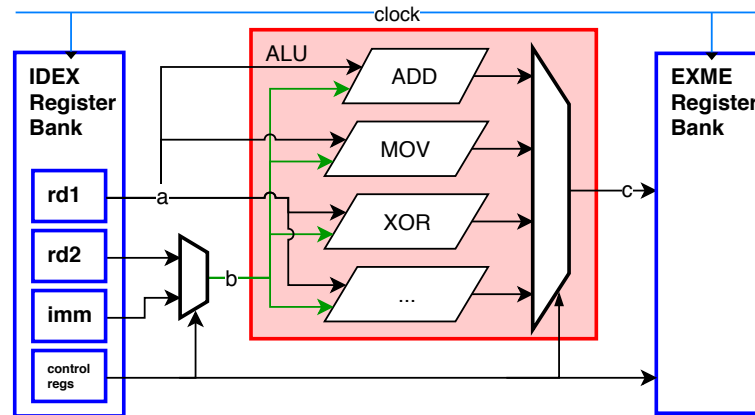 clock
IDEX
Register
Bank
ALU
ADD
EXME
Register
Bank
MOV
rd1
a
XOR
c
rd2
b
imm
...
control
regs